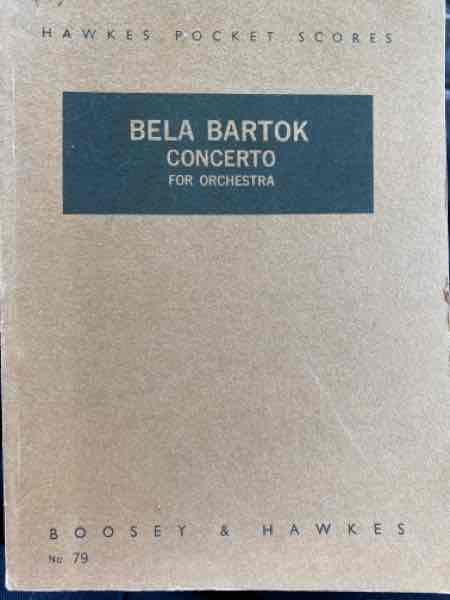 HAWKES POCKET SCORES
BELA BARTOK
CONCERTO
FOR ORCHESTRA
BOOSEY & HAWKES
No 79